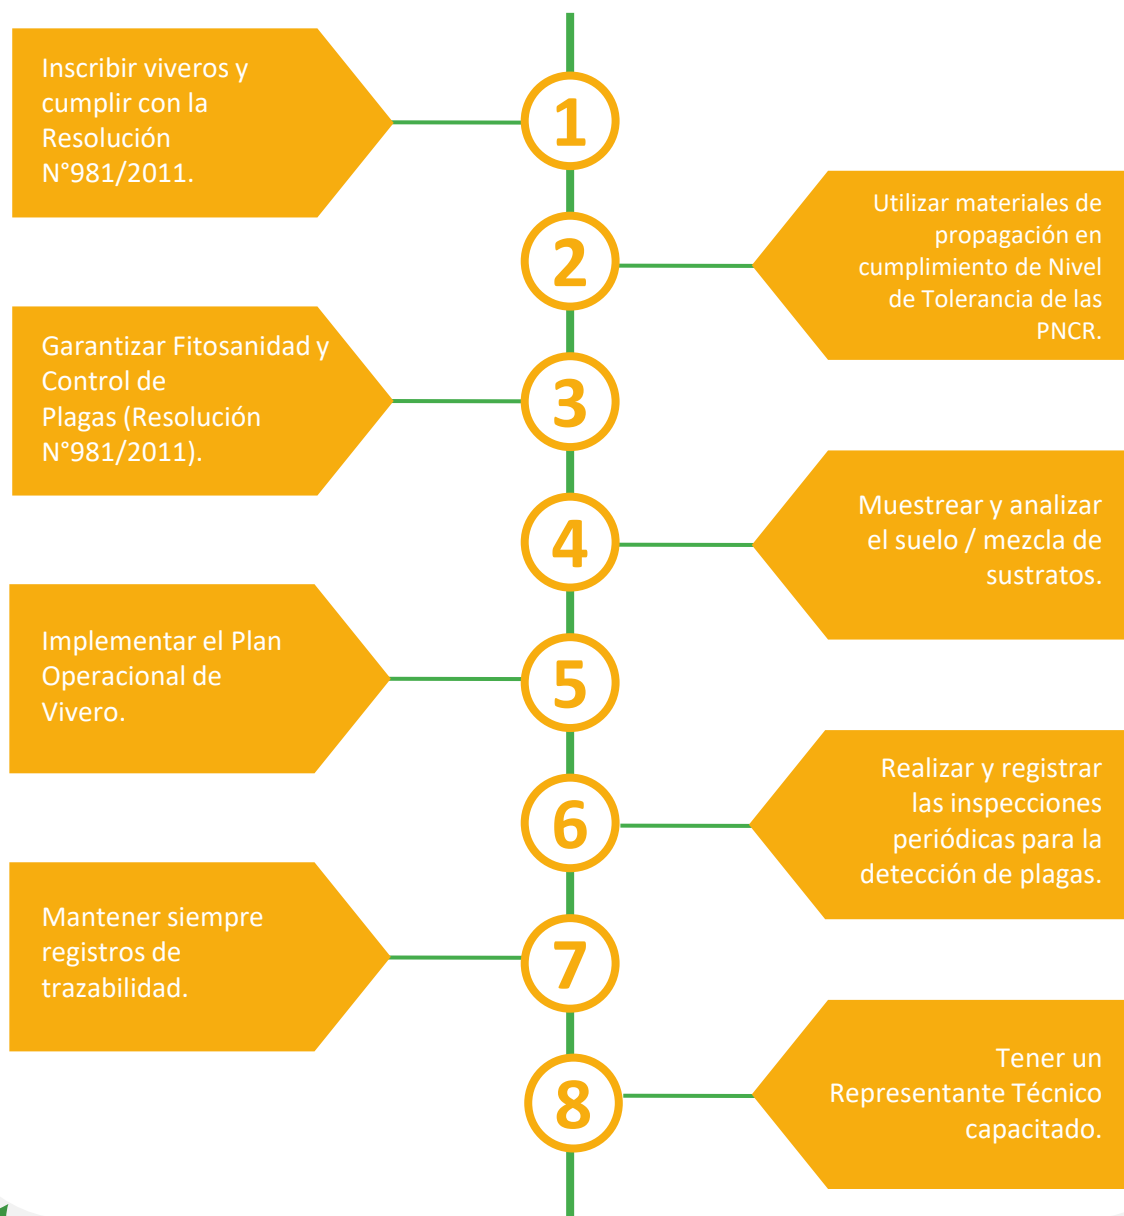 Inscribir viveros y
cumplir con la
Resolución
N°981/2011.
1
2
Utilizar materiales de
propagación en
cumplimiento de Nivel
de Tolerancia de las
PNCR.
Garantizar Fitosanidad y
Control de
Plagas (Resolución
N°981/2011).
3
4
Muestrear y analizar
el suelo / mezcla de
sustratos.
Implementar el Plan
Operacional de
Vivero.
5
6
Realizar y registrar
las inspecciones
periódicas para la
detección de plagas.
Mantener siempre
registros de
trazabilidad.
7
8
Tener un
Representante Técnico
capacitado.